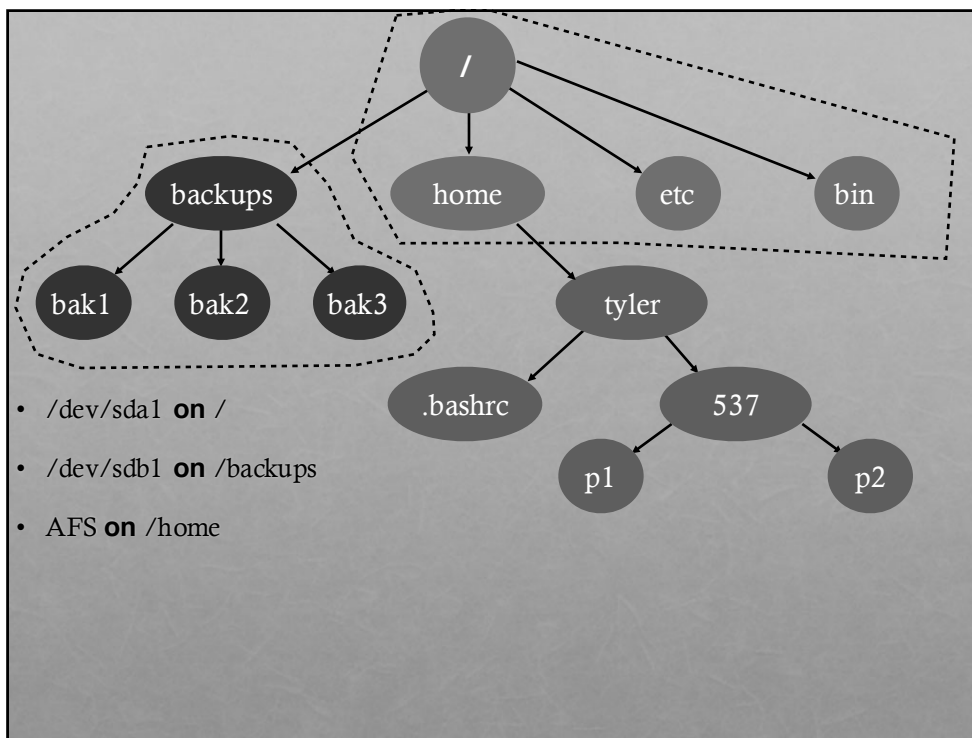 /
backups
home
etc
bin
bak1
bak2
bak3
tyler
.bashrc
537
p1
p2
• /dev/sda1 on /
• /dev/sdb1 on /backups
• AFS on /home